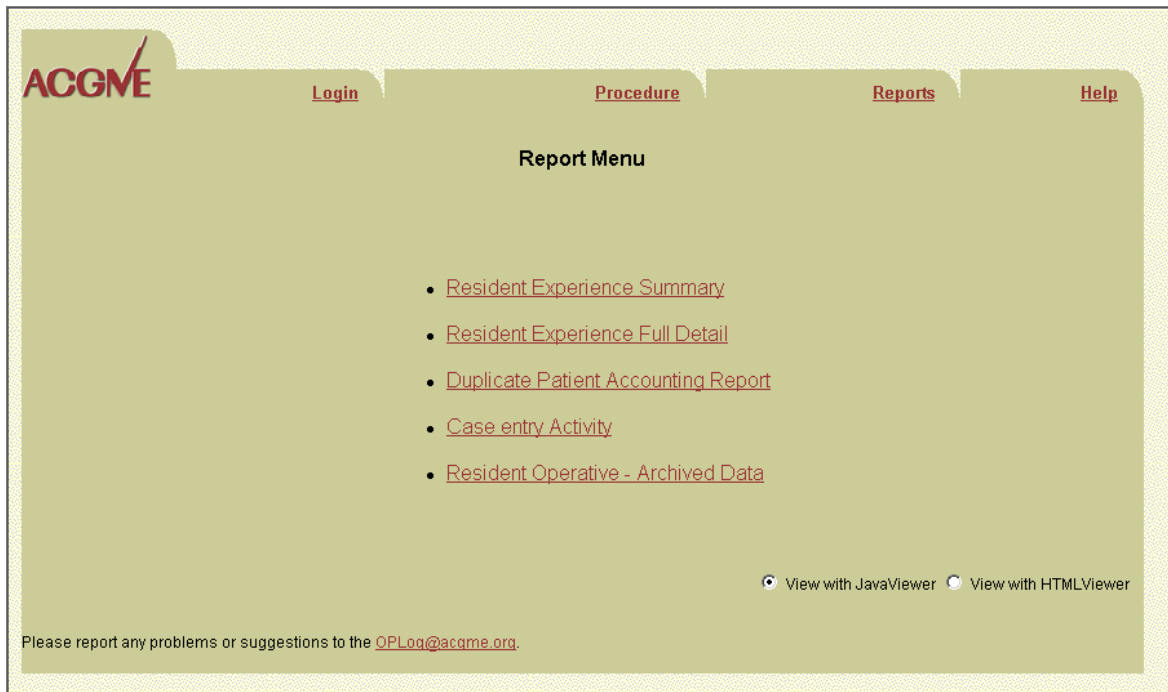 ACGME
Login Procedure Reports Help
Report Menu
Resident Experience Summary
Resident Experience Full Detail
Duplicate Patient Accounting Report
Case entry Activity
Resident Operative - Archived Data
View with JavaViewer View with HTMLViewer
Please report any problems or suggestions to the OPLog@acgme.org.